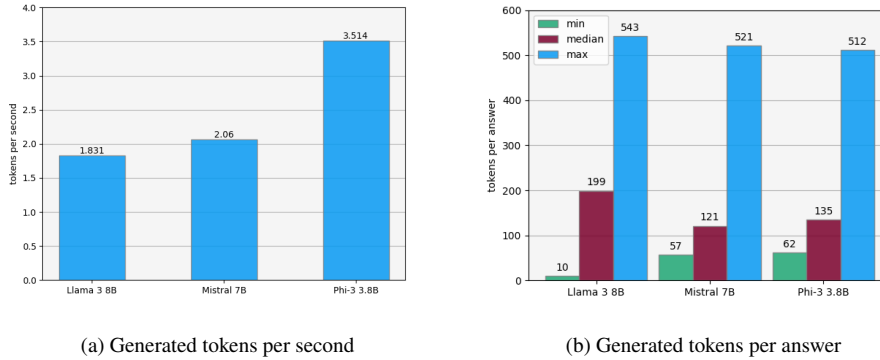 4.0
3.5
3.0
2.5
2.0
1.5
1.0
0.5
0.0
tokens per second
1.831
2.06
3.514
Llama 3 8B
Mistral 7B
Phi-3 3.8B
(a) Generated tokens per second
600
500
400
300
200
100
0
tokens per answer
min
median
max
10
199
543
57
121
521
62
135
512
Llama 3 8B
Mistral 7B
Phi-3 3.8B
(b) Generated tokens per answer